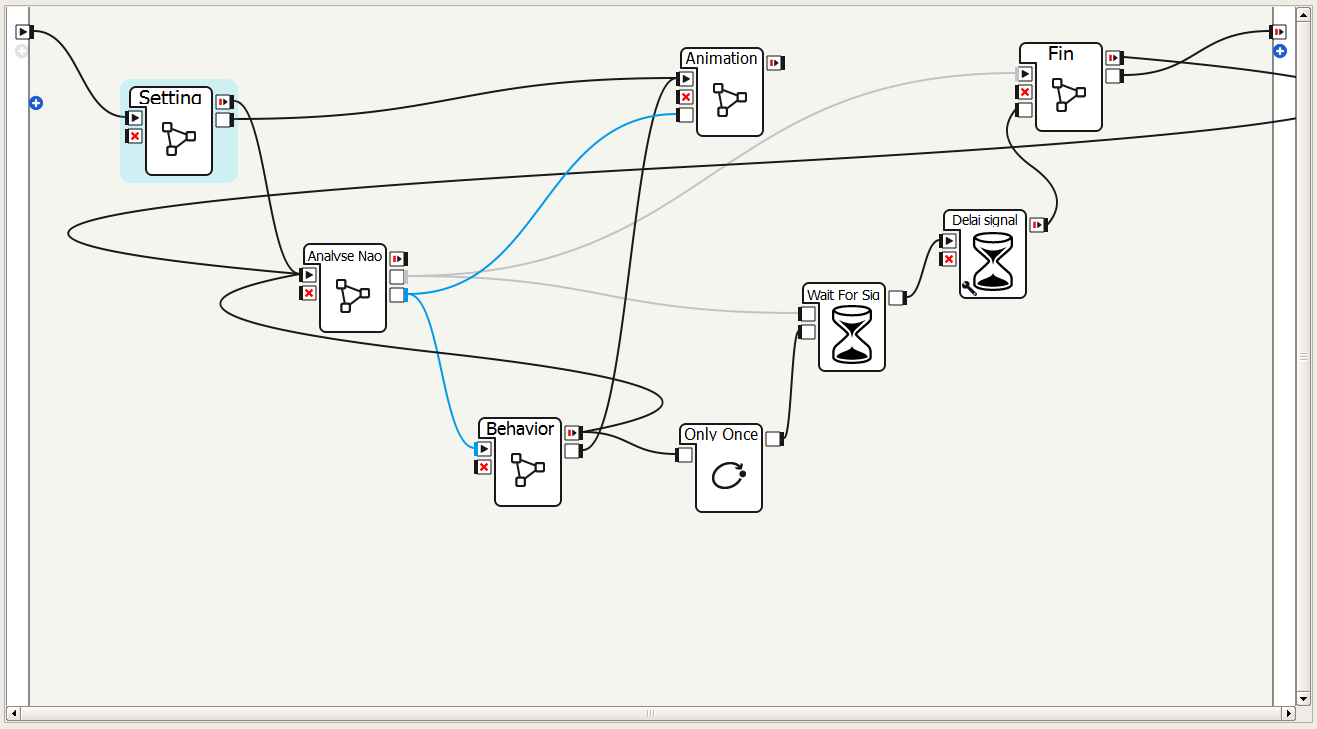 Setting
Animation
Fin
Analyse Nao
Delai signal
Wait For Sig
Behavior
Only Once